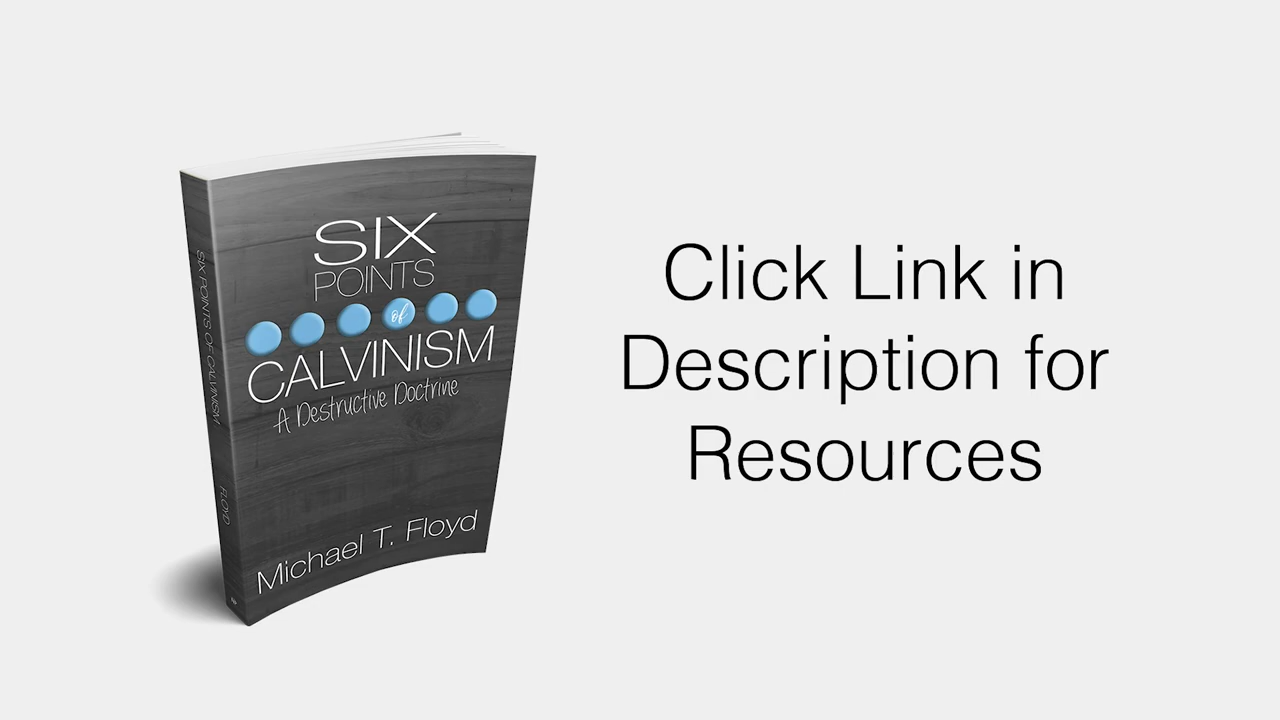 SIX
POINTS
of
CALVINISM
A Destructive Doctrine
Michael T. Floyd
SIX POINTS OF CALVINISM
FLOYD
Click Link in
Description for
Resources